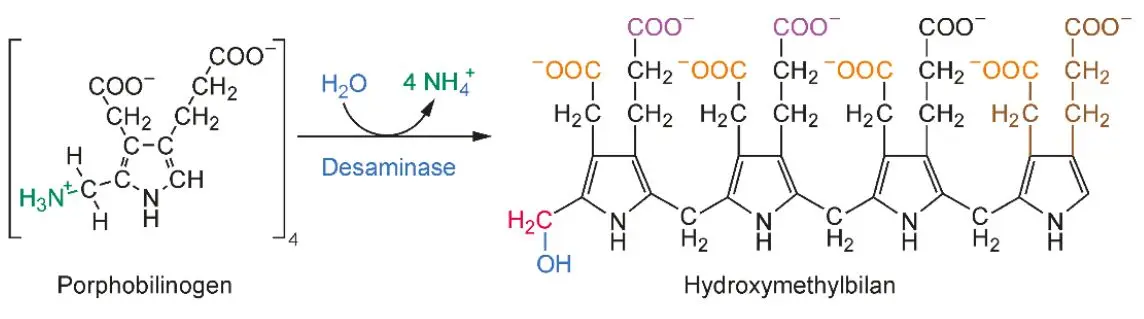 COO⁻ COO⁻ COO⁻ COO⁻
COO⁻
⁻OOC CH₂ ⁻OOC CH₂ ⁻OOC CH₂ ⁻OOC CH₂
COO⁻ CH₂ H₂O 4 NH₄⁺
CH₂ CH₂ H₂C CH₂ H₂C CH₂ H₂C CH₂ H₂C CH₂
C C
H Desaminase
H₃N⁺ C C CH
H N
H
4
H₂C N C N C N C N
H H₂ H H₂ H H₂ H
OH
Porphobilinogen Hydroxymethylbilan